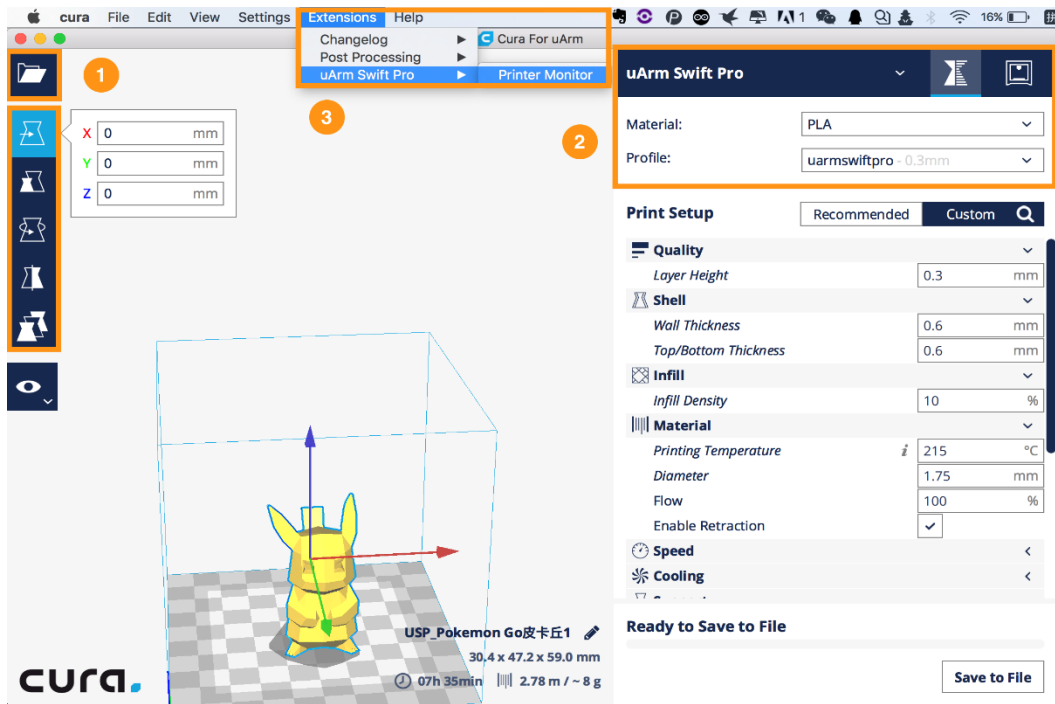 cura File Edit View Settings Extensions Help 1 16%
Changelog
Post Processing
uArm Swift Pro
Printer Monitor
Cura For uArm
1
3
2
X 0 mm
Y 0 mm
Z 0 mm
uArm Swift Pro
Material: PLA
Profile: uarmswiftpro - 0.3mm
Print Setup Recommended Custom
Quality
Layer Height 0.3 mm
Shell
Wall Thickness 0.6 mm
Top/Bottom Thickness 0.6 mm
Infill
Infill Density 10 %
Material
Printing Temperature i 215 °C
Diameter 1.75 mm
Flow 100 %
Enable Retraction
Speed
Cooling
USP_Pokemon Go皮卡丘1
30.4 x 47.2 x 59.0 mm
07h 35min 2.78 m / ~ 8 g
cura.
Ready to Save to File
Save to File